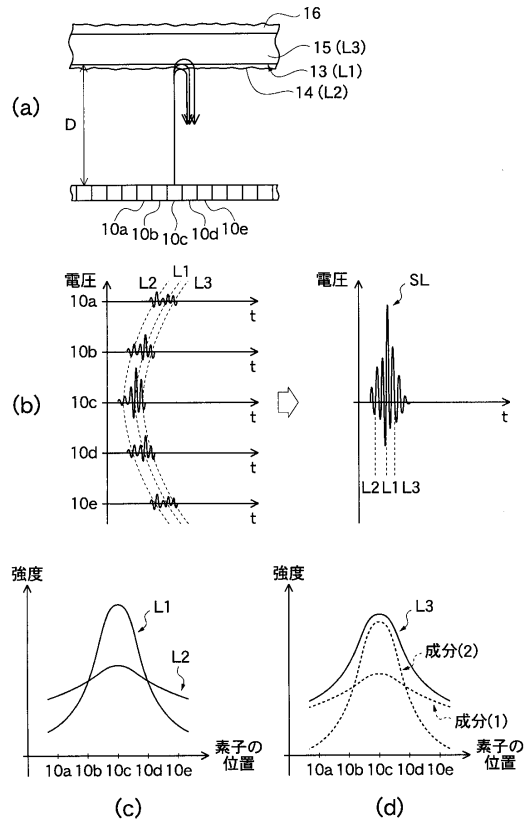 16
15(L3)
13(L1)
14(L2)
(a)
D
10a 10b 10c 10d 10e
電圧
L2 L1 L3
10a
t
10b
t
(b)
10c
t
10d
t
10e
t
電圧
SL
t
L2 L1 L3
強度
L1
L2
10a 10b 10c 10d 10e
素子の
位置
(c)
強度
L3
成分(2)
成分(1)
10a 10b 10c 10d 10e
素子の
位置
(d)